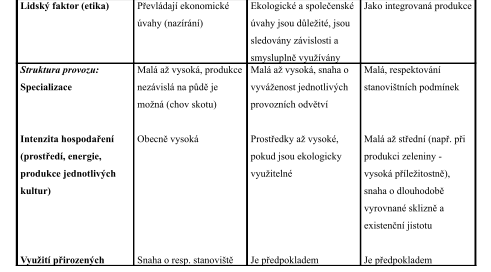 Lidský faktor (etika)
Převládají ekonomické
úvahy (nazírání)
Ekologické a společenské
úvahy jsou důležité, jsou
sledovány závislosti a
smysluplně využívány
Jako integrovaná produkce
Struktura provozu:
Specializace
Malá až vysoká, produkce
nezávislá na půdě je
možná (chov skotu)
Malá až vysoká, snaha o
vyváženost jednotlivých
provozních odvětví
Malá, respektování
stanovištních podmínek
Intenzita hospodaření
(prostředí, energie,
produkce jednotlivých
kultur)
Obecně vysoká
Prostředky až vysoké,
pokud jsou ekologicky
využitelné
Malá až střední (např. při
produkci zeleniny -
vysoká příležitostně),
snaha o dlouhodobě
vyrovnané sklizně a
existenční jistotu
Využití přirozených
Snaha o resp. stanoviště
Je předpokladem
Je předpokladem